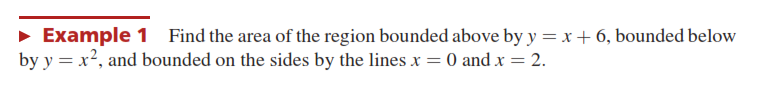 ▶ Example 1 Find the area of the region bounded above by y = x + 6, bounded below
by y = x², and bounded on the sides by the lines x = 0 and x = 2.